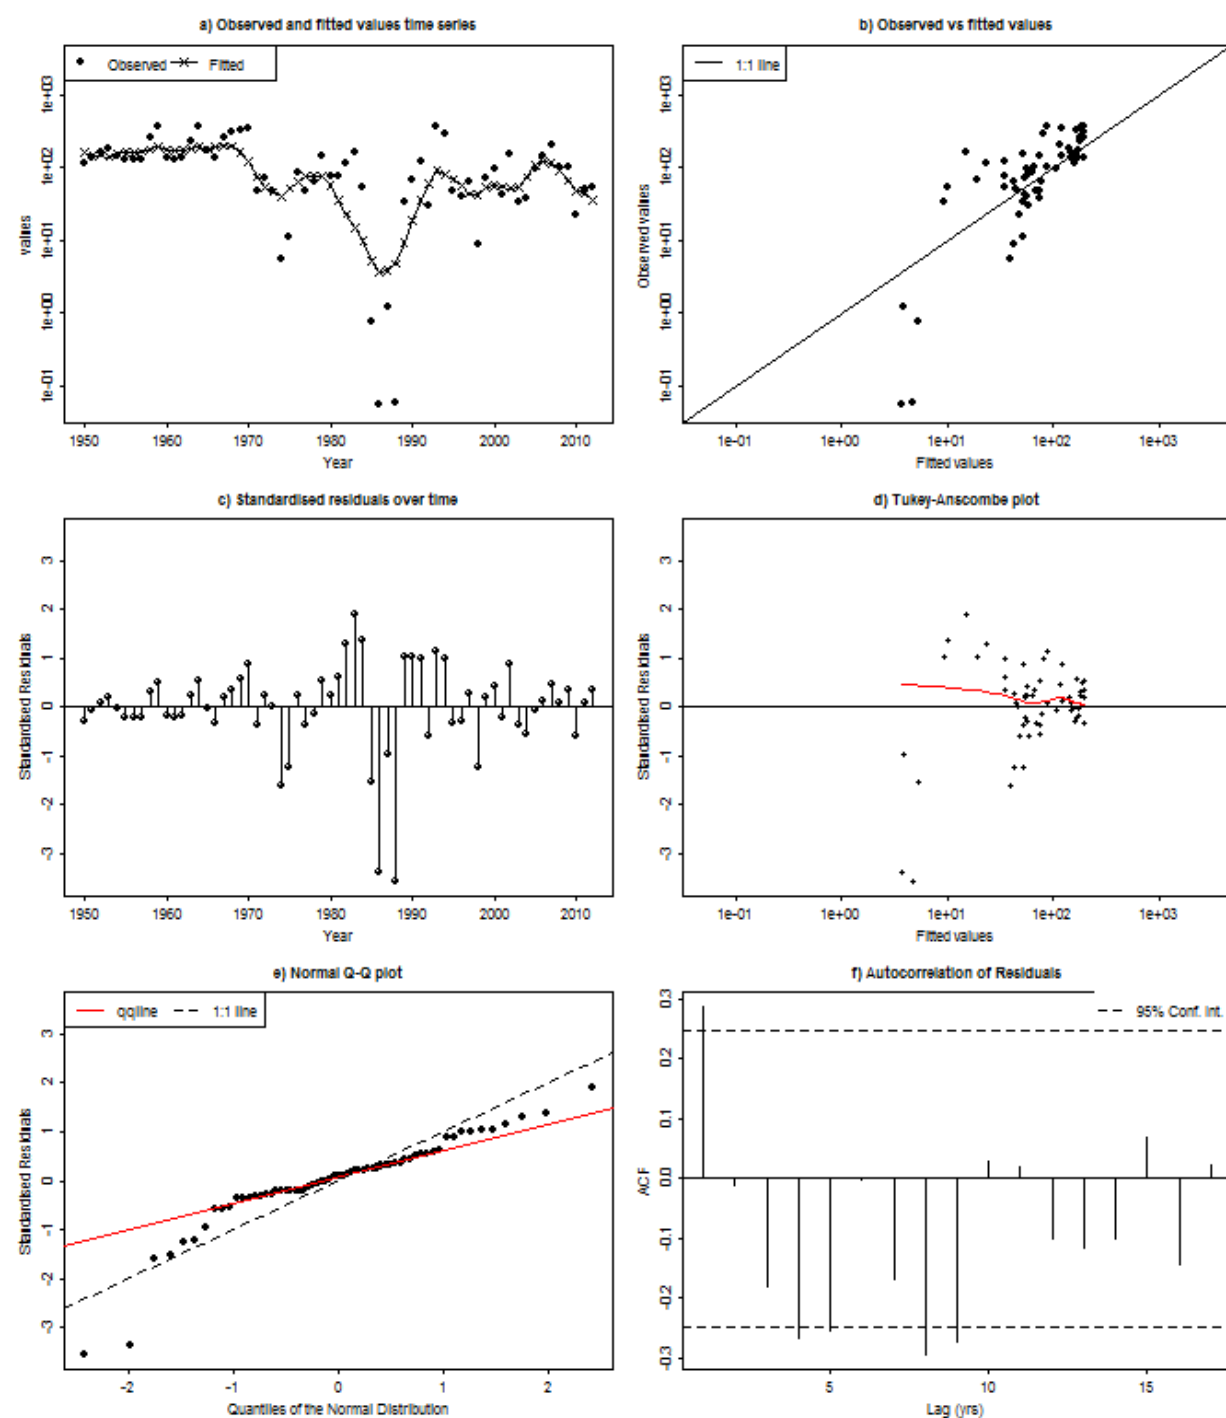 a) Observed and fitted values time series
Observed Fitted
values
1e-01 1e+00 1e+01 1e+02 1e+03
1950 1960 1970 1980 1990 2000 2010
Year
b) Observed vs fitted values
1:1 line
Observed values
1e-01 1e+00 1e+01 1e+02 1e+03
1e-01 1e+00 1e+01 1e+02 1e+03
Fitted values
c) Standardised residuals over time
Standardised Residuals
-3 -2 -1 0 1 2 3
1950 1960 1970 1980 1990 2000 2010
Year
d) Tukey-Anscombe plot
Standardised Residuals
-3 -2 -1 0 1 2 3
1e-01 1e+00 1e+01 1e+02 1e+03
Fitted values
e) Normal Q-Q plot
qqline 1:1 line
Standardised Residuals
-3 -2 -1 0 1 2 3
-2 -1 0 1 2
Quantiles of the Normal Distribution
f) Autocorrelation of Residuals
95% Conf. Int.
ACF
-0.3 -0.2 -0.1 0.0 0.1 0.2 0.3
5 10 15
Lag (yrs)